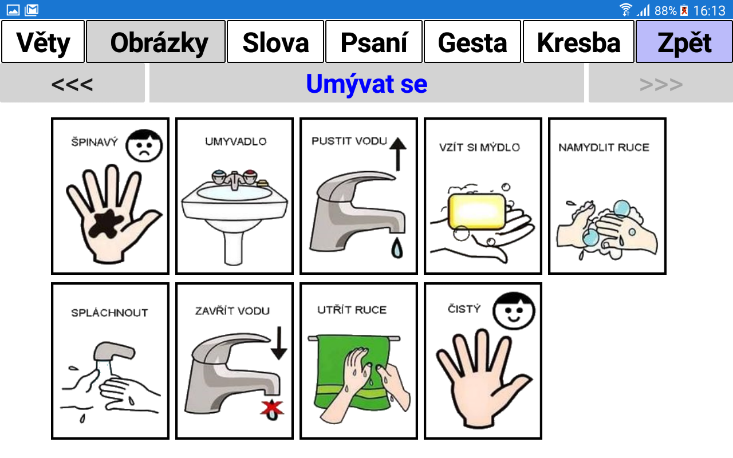 88% 16:13
Věty Obrázky Slova Psaní Gesta Kresba Zpět
<<< Umývat se >>>
ŠPINAVÝ UMYVADLO PUSTIT VODU VZÍT SI MÝDLO NAMYDLIT RUCE
SPLÁCHNOUT ZAVŘÍT VODU UTŘÍT RUCE ČISTÝ